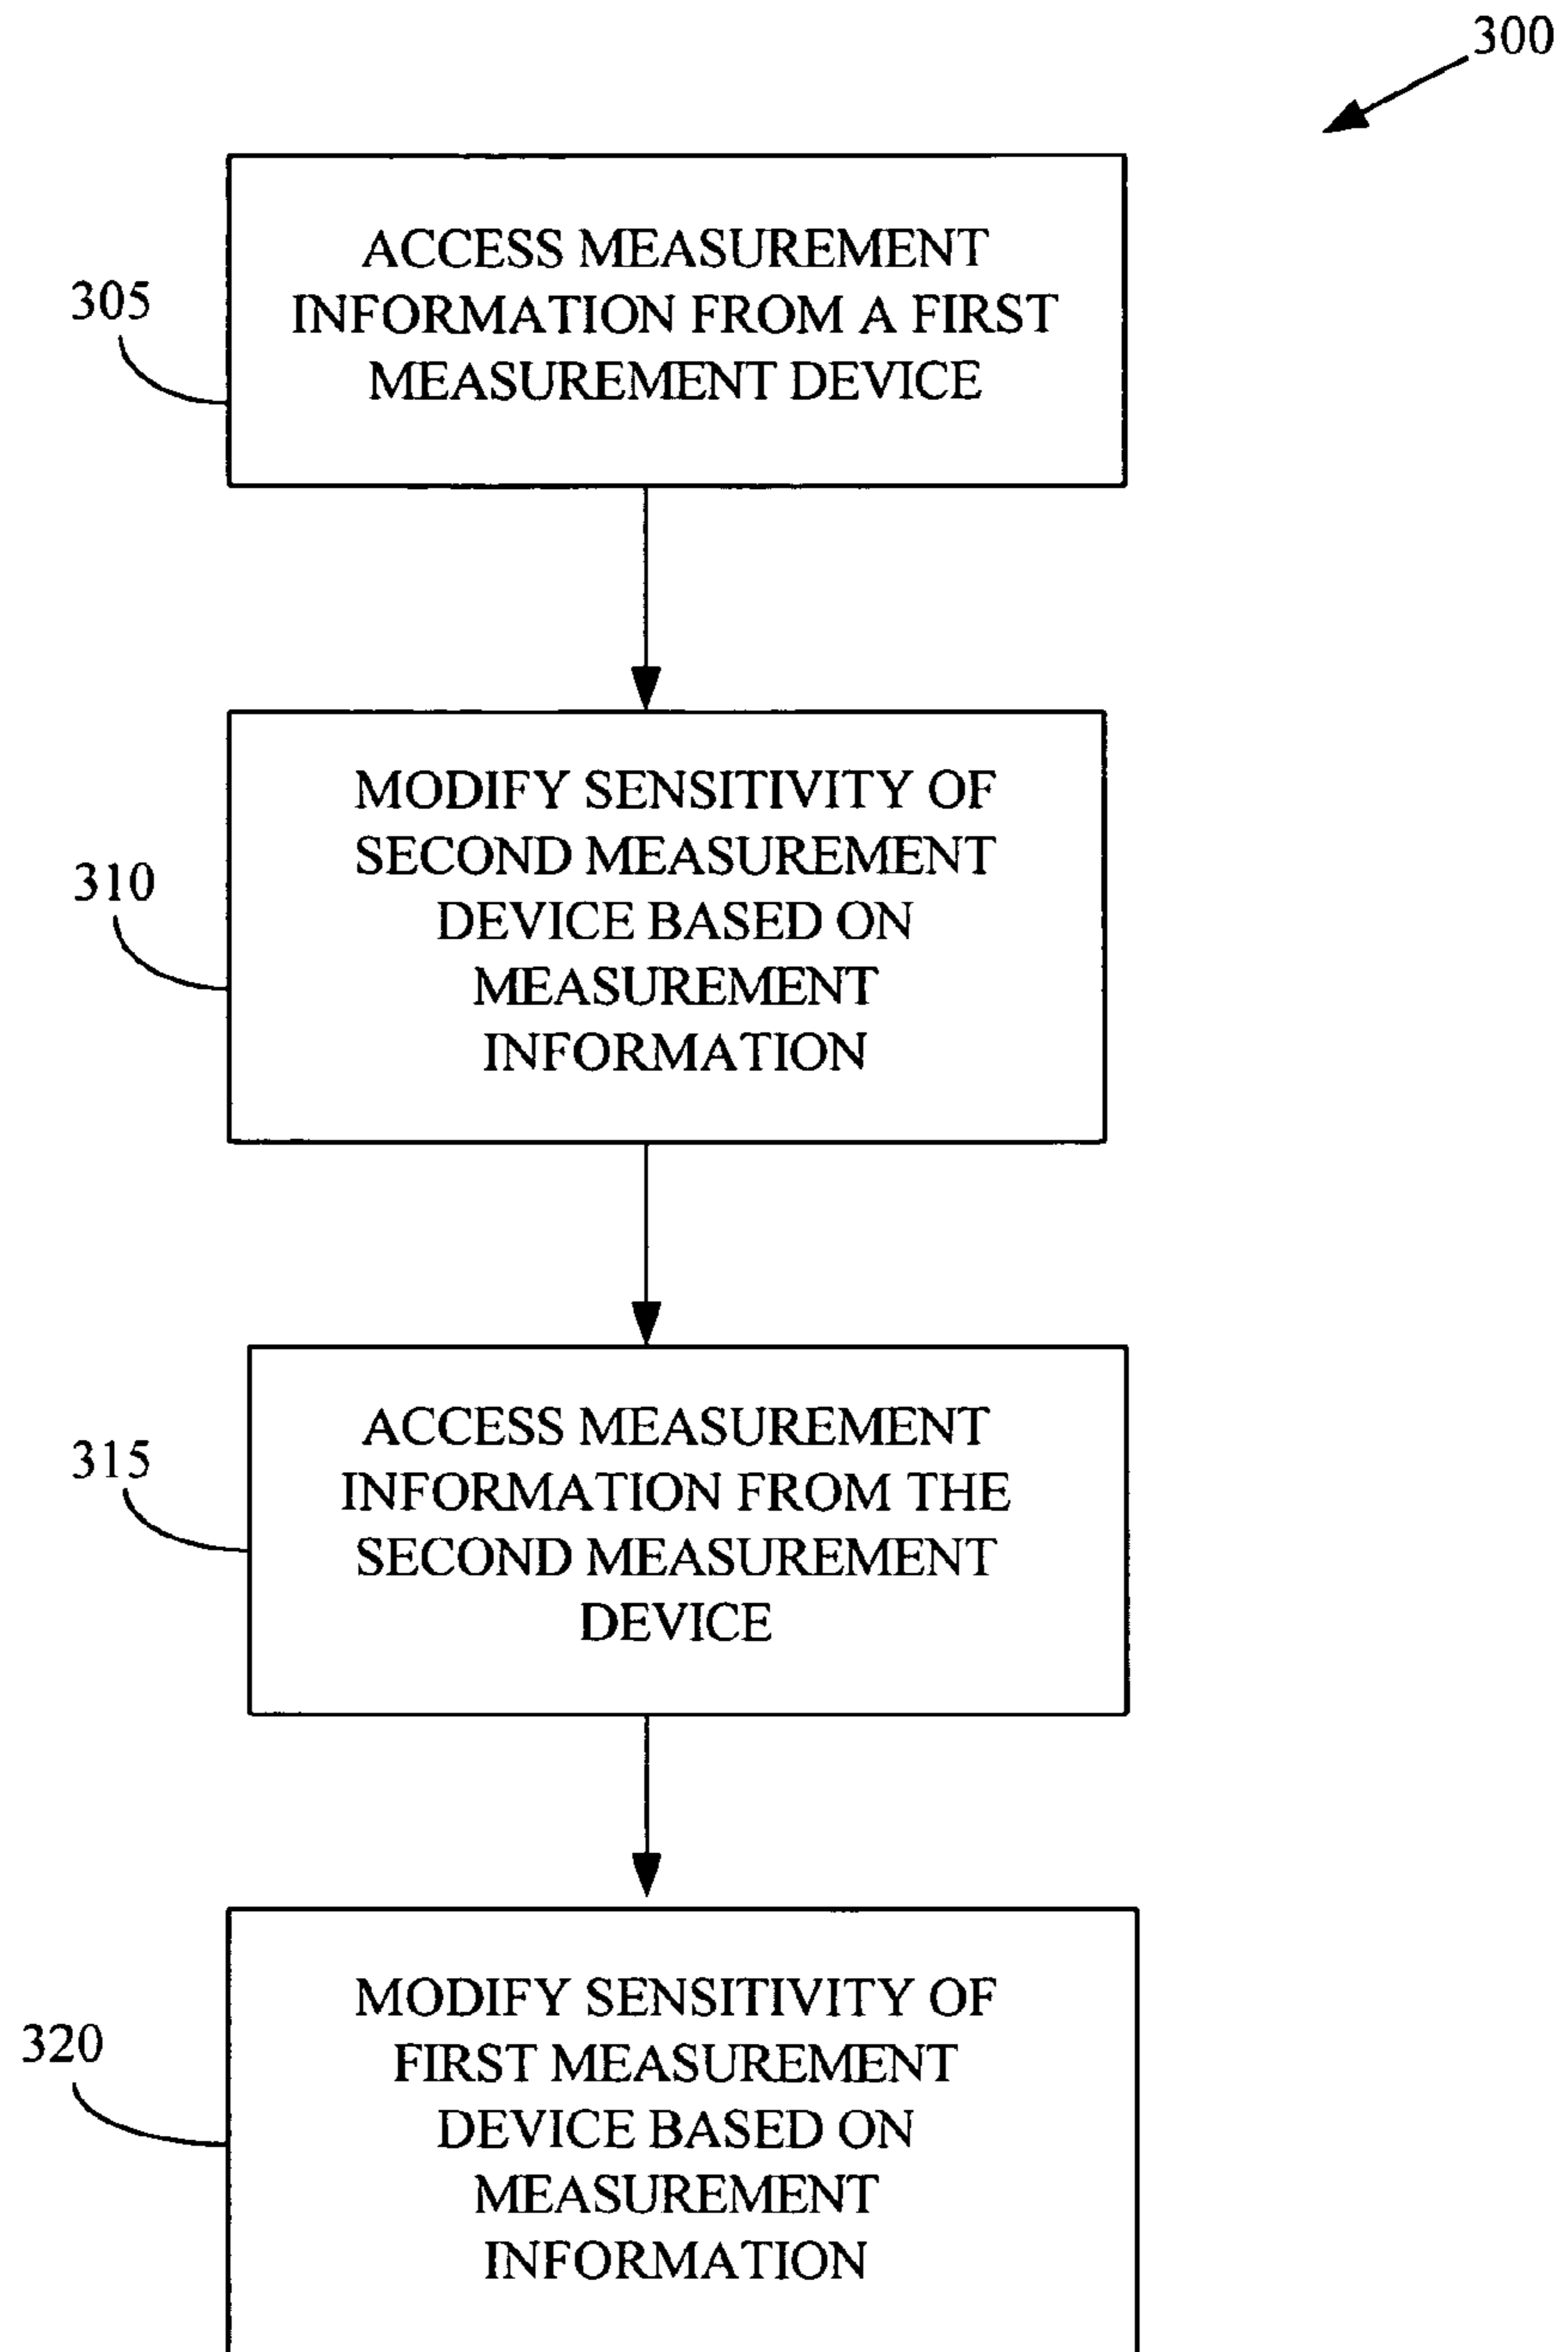 300
305
ACCESS MEASUREMENT
INFORMATION FROM A FIRST
MEASUREMENT DEVICE
310
MODIFY SENSITIVITY OF
SECOND MEASUREMENT
DEVICE BASED ON
MEASUREMENT
INFORMATION
315
ACCESS MEASUREMENT
INFORMATION FROM THE
SECOND MEASUREMENT
DEVICE
320
MODIFY SENSITIVITY OF
FIRST MEASUREMENT
DEVICE BASED ON
MEASUREMENT
INFORMATION